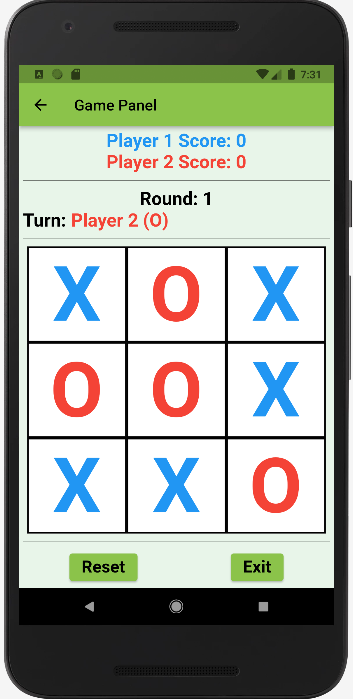 7:31
Game Panel
Player 1 Score: 0
Player 2 Score: 0
Round: 1
Turn: Player 2 (O)
X O X
O O X
X X O
Reset Exit